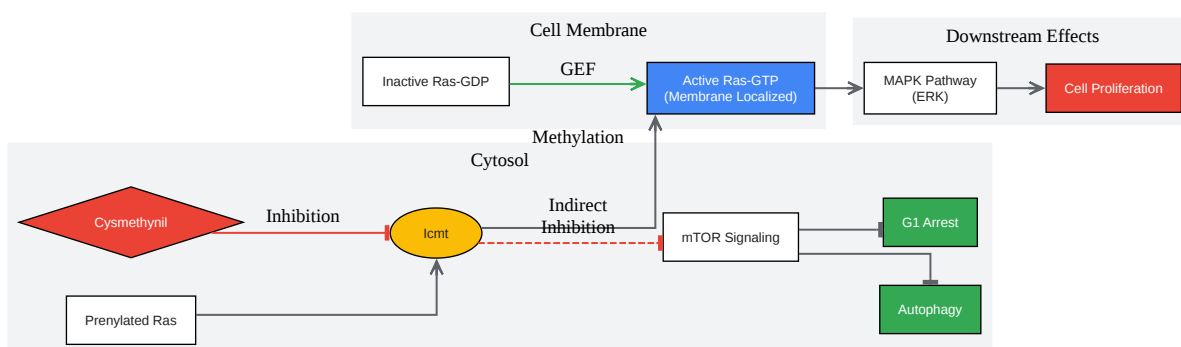 Cell Membrane
Downstream Effects
Inactive Ras-GDP
GEF
Active Ras-GTP
(Membrane Localized)
MAPK Pathway
(ERK)
Cell Proliferation
Methylation
Cytosol
Cysmethynil
Inhibition
Icmt
Indirect
Inhibition
mTOR Signaling
G1 Arrest
Prenylated Ras
Autophagy